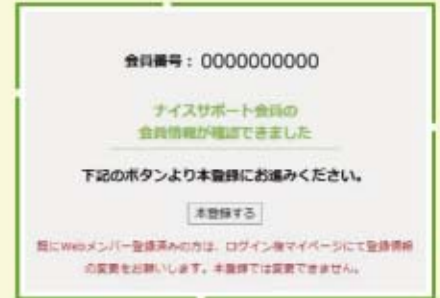 会員番号：0000000000
ナイスサポート会員の
会員情報が確認できました
下記のボタンより本登録にお進みください。
本登録する
既にWebメンバー登録済みの方は、ログイン後マイページにて登録情報
の変更をお願いします。本登録では変更できません。